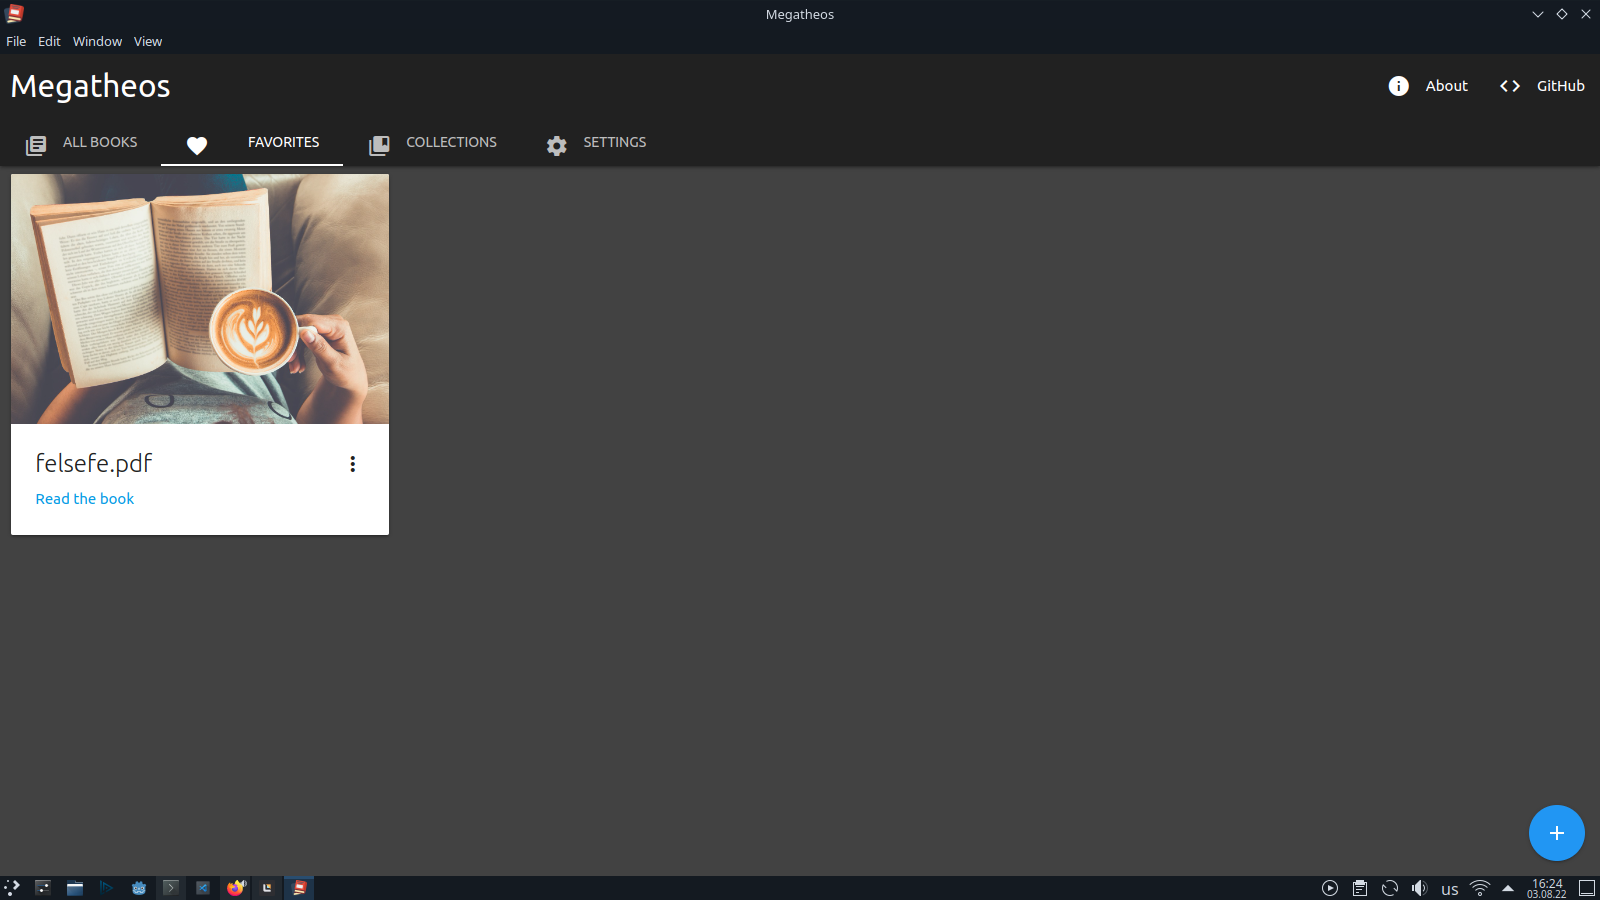 Megatheos
File Edit Window View
Megatheos
About GitHub
ALL BOOKS FAVORITES COLLECTIONS SETTINGS
felsefe.pdf
Read the book
us
16:24
03.08.22